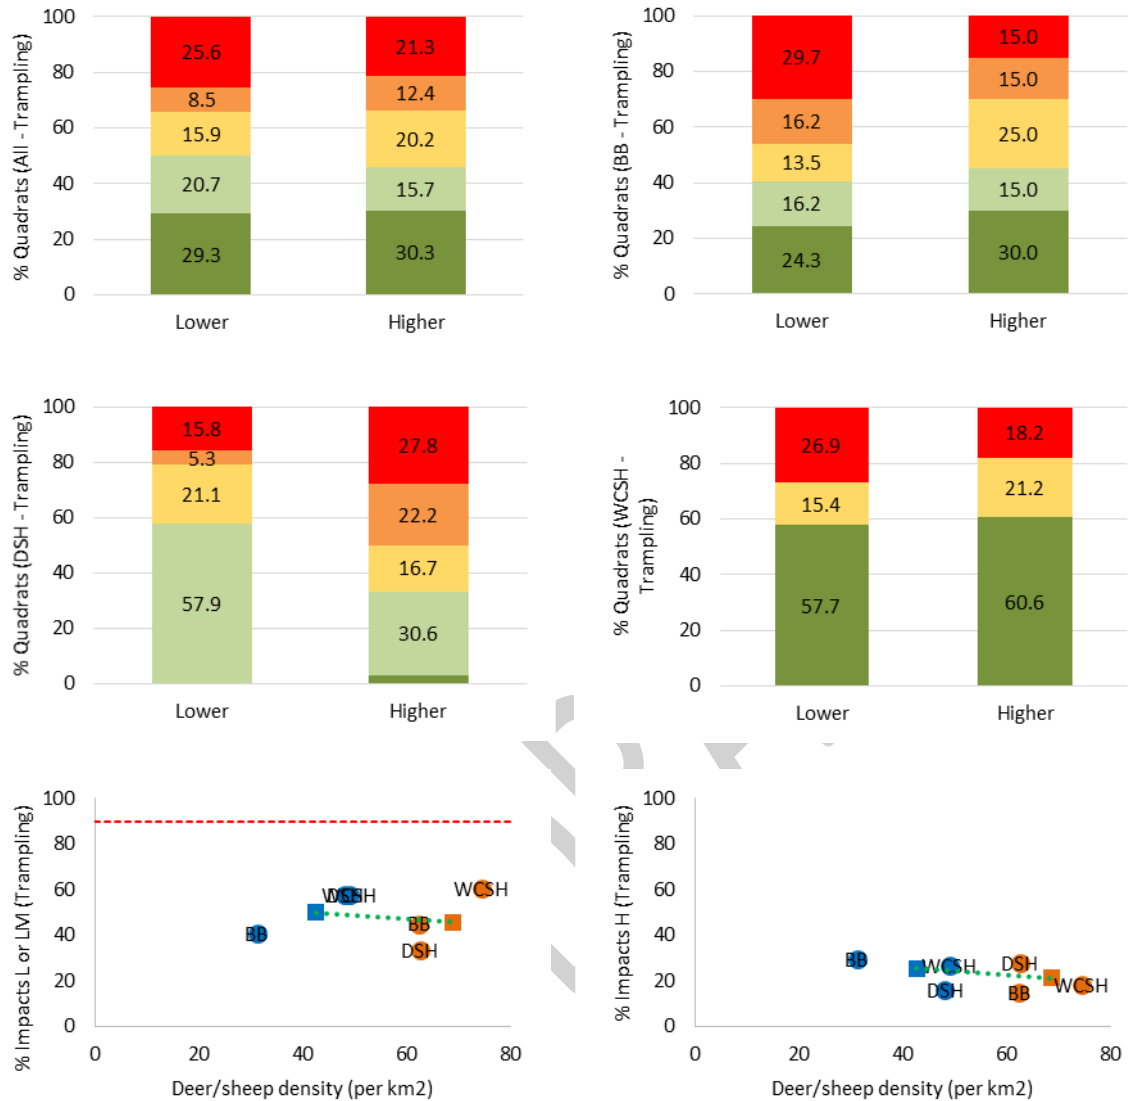 % Quadrats (All - Trampling)
100
80
60
40
20
0
25.6
8.5
15.9
20.7
29.3
21.3
12.4
20.2
15.7
30.3
Lower
Higher
% Quadrats (BB - Trampling)
100
80
60
40
20
0
29.7
16.2
13.5
16.2
24.3
15.0
15.0
25.0
15.0
30.0
Lower
Higher
% Quadrats (DSH - Trampling)
100
80
60
40
20
0
15.8
5.3
21.1
57.9
27.8
22.2
16.7
30.6
Lower
Higher
% Quadrats (WCSH -
Trampling)
100
80
60
40
20
0
26.9
15.4
57.7
18.2
21.2
60.6
Lower
Higher
% Impacts L or LM (Trampling)
100
80
60
40
20
0
BB
WCSH
DSH
BB
DSH
WCSH
0
20
40
60
80
Deer/sheep density (per km2)
% Impacts H (Trampling)
100
80
60
40
20
0
BB
WCSH
DSH
DSH
BB
WCSH
0
20
40
60
80
Deer/sheep density (per km2)